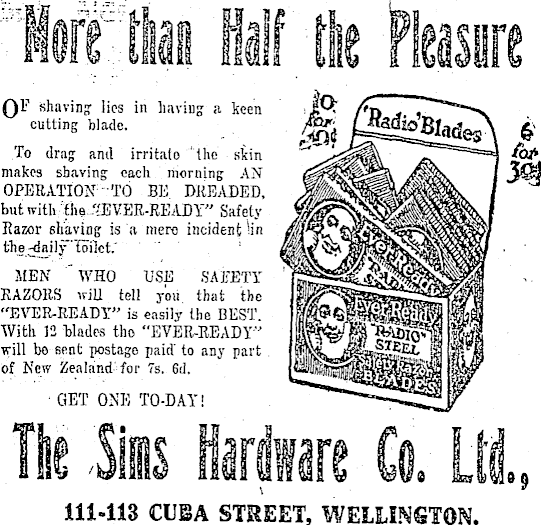 More than Half the Pleasure
OF shaving lies in having a keen
cutting blade.
To drag and irritate the skin
makes shaving each morning AN
OPERATION TO BE DREADED,
but with the "EVER-READY" Safety
Razor shaving is a mere incident in
the daily toilet.
MEN WHO USE SAFETY
RAZORS will tell you that the
"EVER-READY" is easily the BEST.
With 12 blades the "EVER-READY"
will be sent postage paid to any part
of New Zealand for 7s. 6d.
GET ONE TO-DAY!
'Radio' Blades
6
for
30¢
Ever-Ready
RADIO
Ever-Ready
"RADIO"
STEEL
BLADES
The Sims Hardware Co. Ltd.,
111-113 CUBA STREET, WELLINGTON.